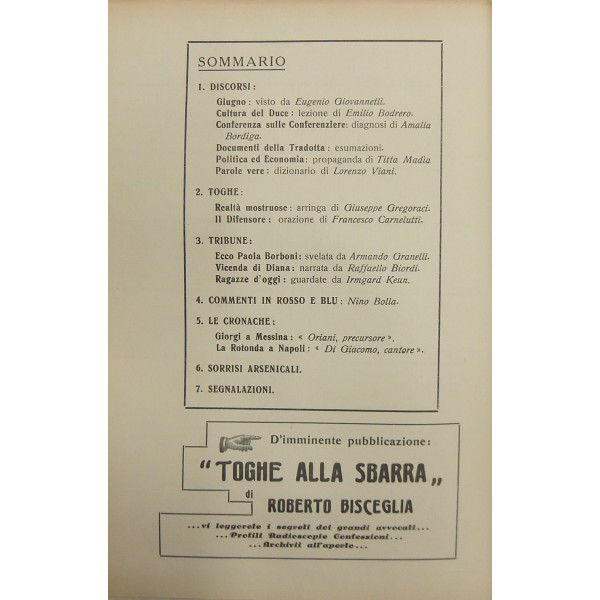 SOMMARIO
1. DISCORSI:
Giugno: visto da Eugenio Giovannetti.
Cultura del Duce: lezione di Emilio Bodrero.
Conferenza sulle Conferenziere: diagnosi di Amalia
Bordiga.
Documenti della Tradotta: esumazioni.
Politica ed Economia: propaganda di Titta Madia
Parole vere: dizionario di Lorenzo Viani.
2. TOGHE:
Realtà mostruose: arringa di Giuseppe Gregoraci.
Il Difensore: orazione di Francesco Carnelutti.
3. TRIBUNE:
Ecco Paola Borboni: svelata da Armando Granelli.
Vicenda di Diana: narrata da Raffaello Biordi.
Ragazze d'oggi: guardate da Irmgard Keun.
4. COMMENTI IN ROSSO E BLU: Nino Bolla.
5. LE CRONACHE:
Giorgi a Messina: « Oriani, precursore ».
La Rotonda a Napoli: « Di Giacomo, cantore ».
6. SORRISI ARSENICALI.
7. SEGNALAZIONI.
D'imminente pubblicazione:
"TOGHE ALLA SBARRA„
di
ROBERTO BISCEGLIA
...vi leggerete i segreti dei grandi avvocati...
...Profili Radioscopie Confessioni...
...Archivii all'aperto...